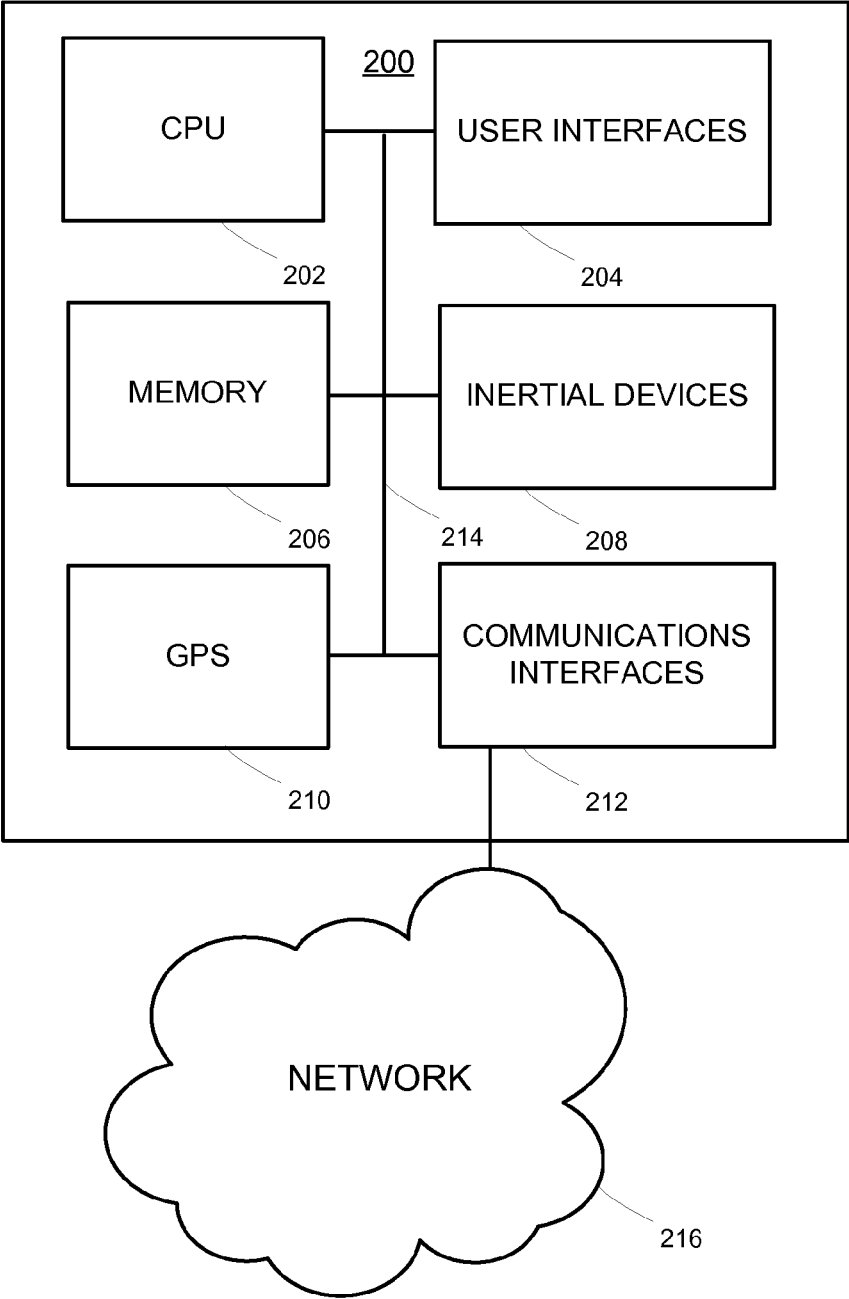 200
CPU
USER INTERFACES
202
204
MEMORY
INERTIAL DEVICES
206
214
208
GPS
COMMUNICATIONS
INTERFACES
210
212
NETWORK
216